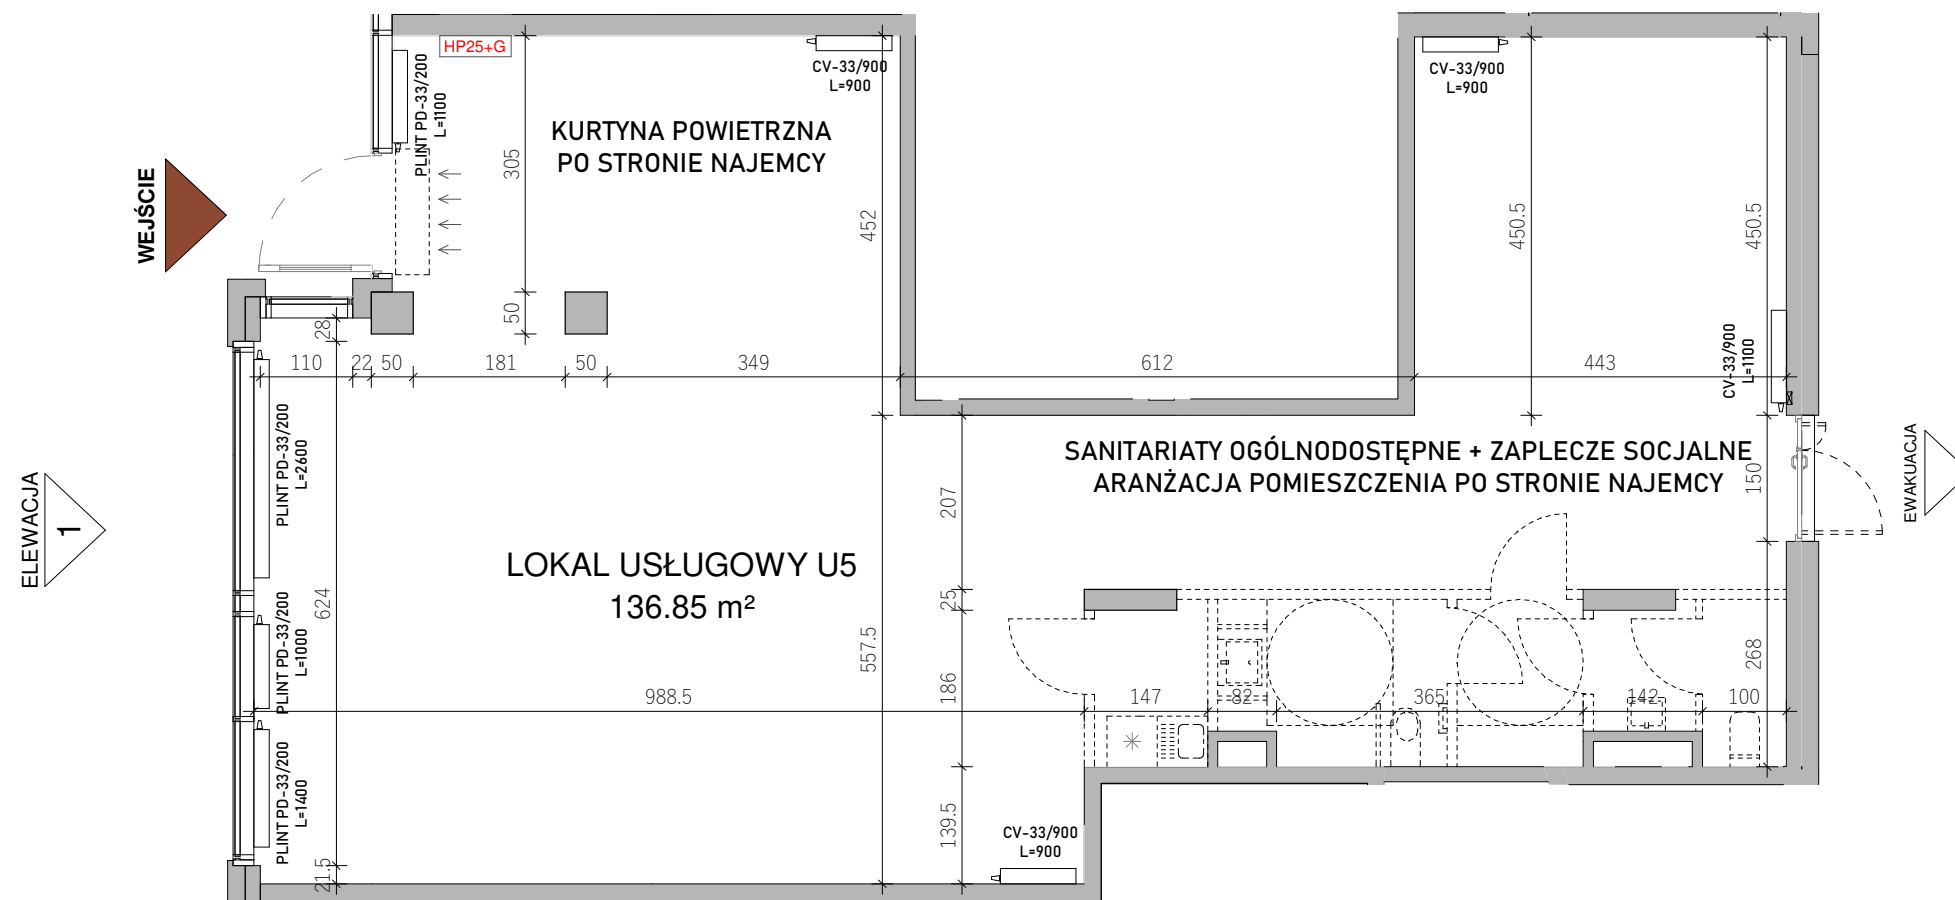 HP25+G
CV-33/900
L=900
CV-33/900
L=900
PLINT PD-33/200
L=1100
KURTYNA POWIETRZNA
PO STRONIE NAJEMCY
WEJŚCIE
305
452
450.5
450.5
50
28
110
22
50
181
50
349
612
443
CV-33/900
L=1100
PLINT PD-33/200
L=2600
SANITARIATY OGÓLNODOSTĘPNE + ZAPLECZE SOCJALNE
ARANŻACJA POMIESZCZENIA PO STRONIE NAJEMCY
150
EWAKUACJA
ELEWACJA
1
207
LOKAL USŁUGOWY U5
136.85 m²
25
624
PLINT PD-33/200
L=1000
557.5
186
268
988.5
147
82
365
142
100
PLINT PD-33/200
L=1400
139.5
CV-33/900
L=900
21.5